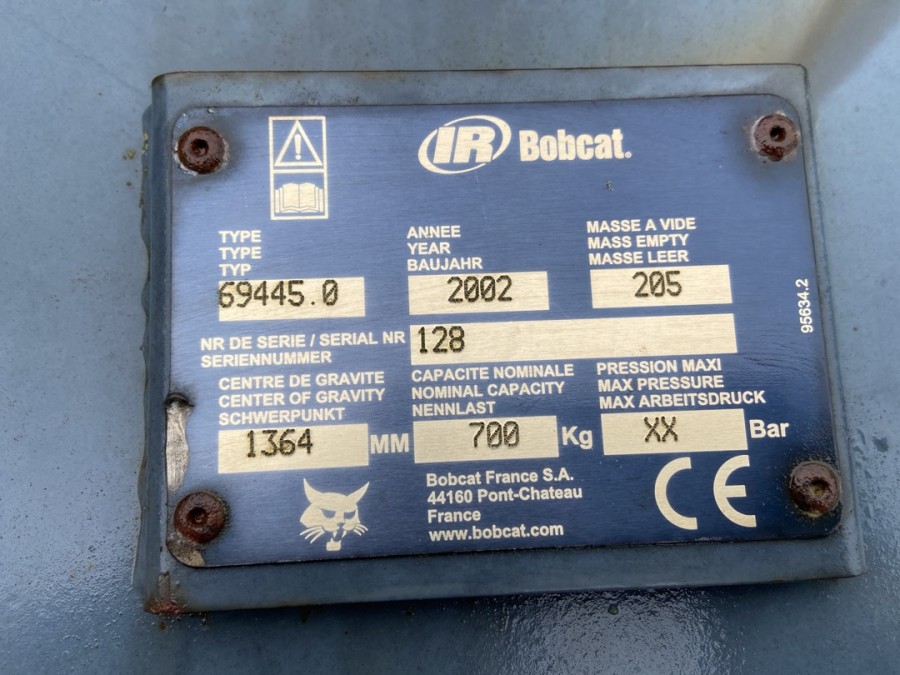 IR Bobcat.
TYPE
TYPE
TYP
69445.0
ANNEE
YEAR
BAUJAHR
2002
MASSE A VIDE
MASS EMPTY
MASSE LEER
205
NR DE SERIE / SERIAL NR
SERIENNUMMER
128
CENTRE DE GRAVITE
CENTER OF GRAVITY
SCHWERPUNKT
1364 MM
CAPACITE NOMINALE
NOMINAL CAPACITY
NENNLAST
700 Kg
PRESSION MAXI
MAX PRESSURE
MAX ARBEITSDRUCK
XX Bar
Bobcat France S.A.
44160 Pont-Chateau
France
www.bobcat.com
CE
95634.2